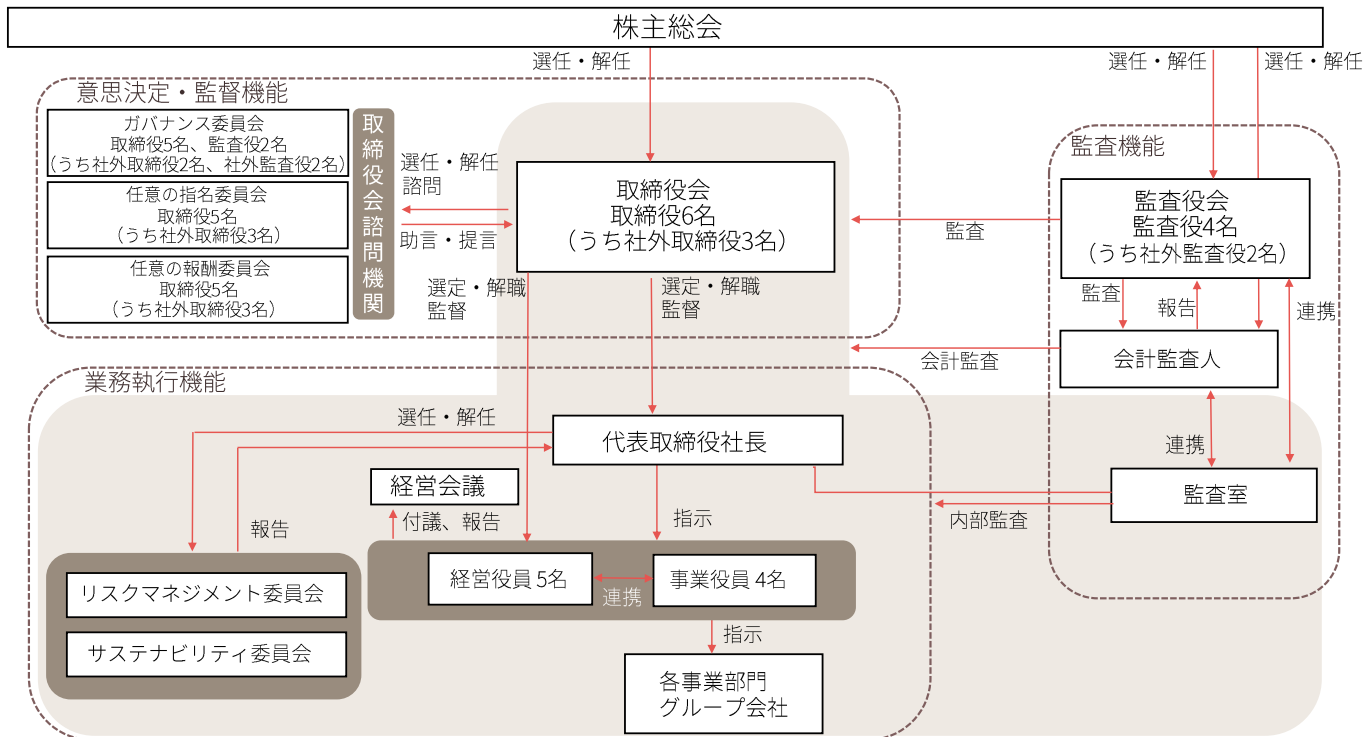 株主総会
選任・解任
選任・解任
選任・解任
意思決定・監督機能
ガバナンス委員会
取締役5名、監査役2名
（うち社外取締役2名、社外監査役2名）
任意の指名委員会
取締役5名
（うち社外取締役3名）
任意の報酬委員会
取締役5名
（うち社外取締役3名）
取締役会諮問機関
選任・解任
諮問
助言・提言
取締役会
取締役6名
（うち社外取締役3名）
選定・解職
監督
選定・解職
監督
監査機能
監査役会
監査役4名
（うち社外監査役2名）
監査
監査
報告
連携
会計監査人
会計監査
連携
監査室
内部監査
業務執行機能
選任・解任
代表取締役社長
経営会議
付議、報告
指示
報告
経営役員 5名
連携
事業役員 4名
リスクマネジメント委員会
サステナビリティ委員会
指示
各事業部門
グループ会社